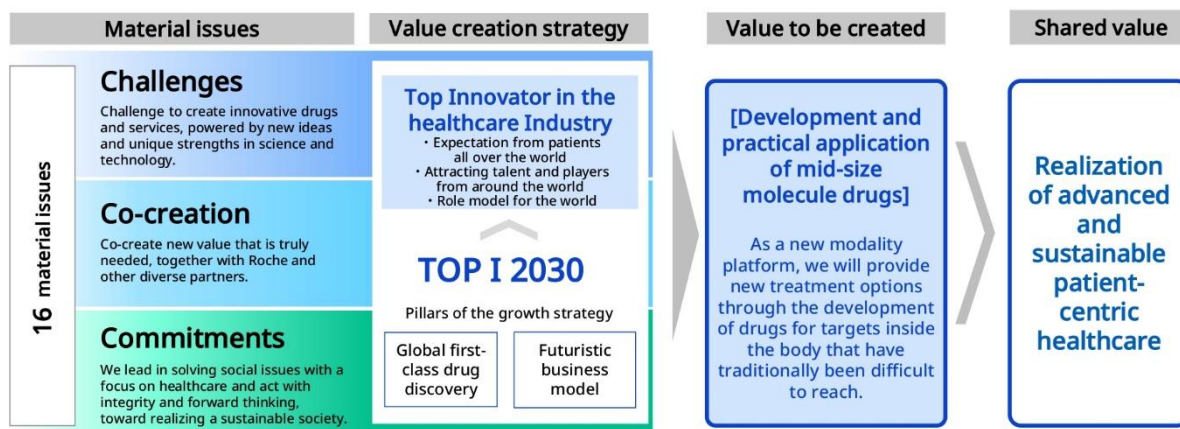 Material issues
Value creation strategy
Value to be created
Shared value
16 material issues
Challenges
Challenge to create innovative drugs
and services, powered by new ideas
and unique strengths in science and
technology.
Co-creation
Co-create new value that is truly
needed, together with Roche and
other diverse partners.
Commitments
We lead in solving social issues with a
focus on healthcare and act with
integrity and forward thinking,
toward realizing a sustainable society.
Top Innovator in the
healthcare Industry
・Expectation from patients
all over the world
・Attracting talent and players
from around the world
・Role model for the world
TOP I 2030
Pillars of the growth strategy
Global first-
class drug
discovery
Futuristic
business
model
[Development and
practical application
of mid-size
molecule drugs]
As a new modality
platform, we will provide
new treatment options
through the development
of drugs for targets inside
the body that have
traditionally been difficult
to reach.
Realization
of advanced
and
sustainable
patient-
centric
healthcare